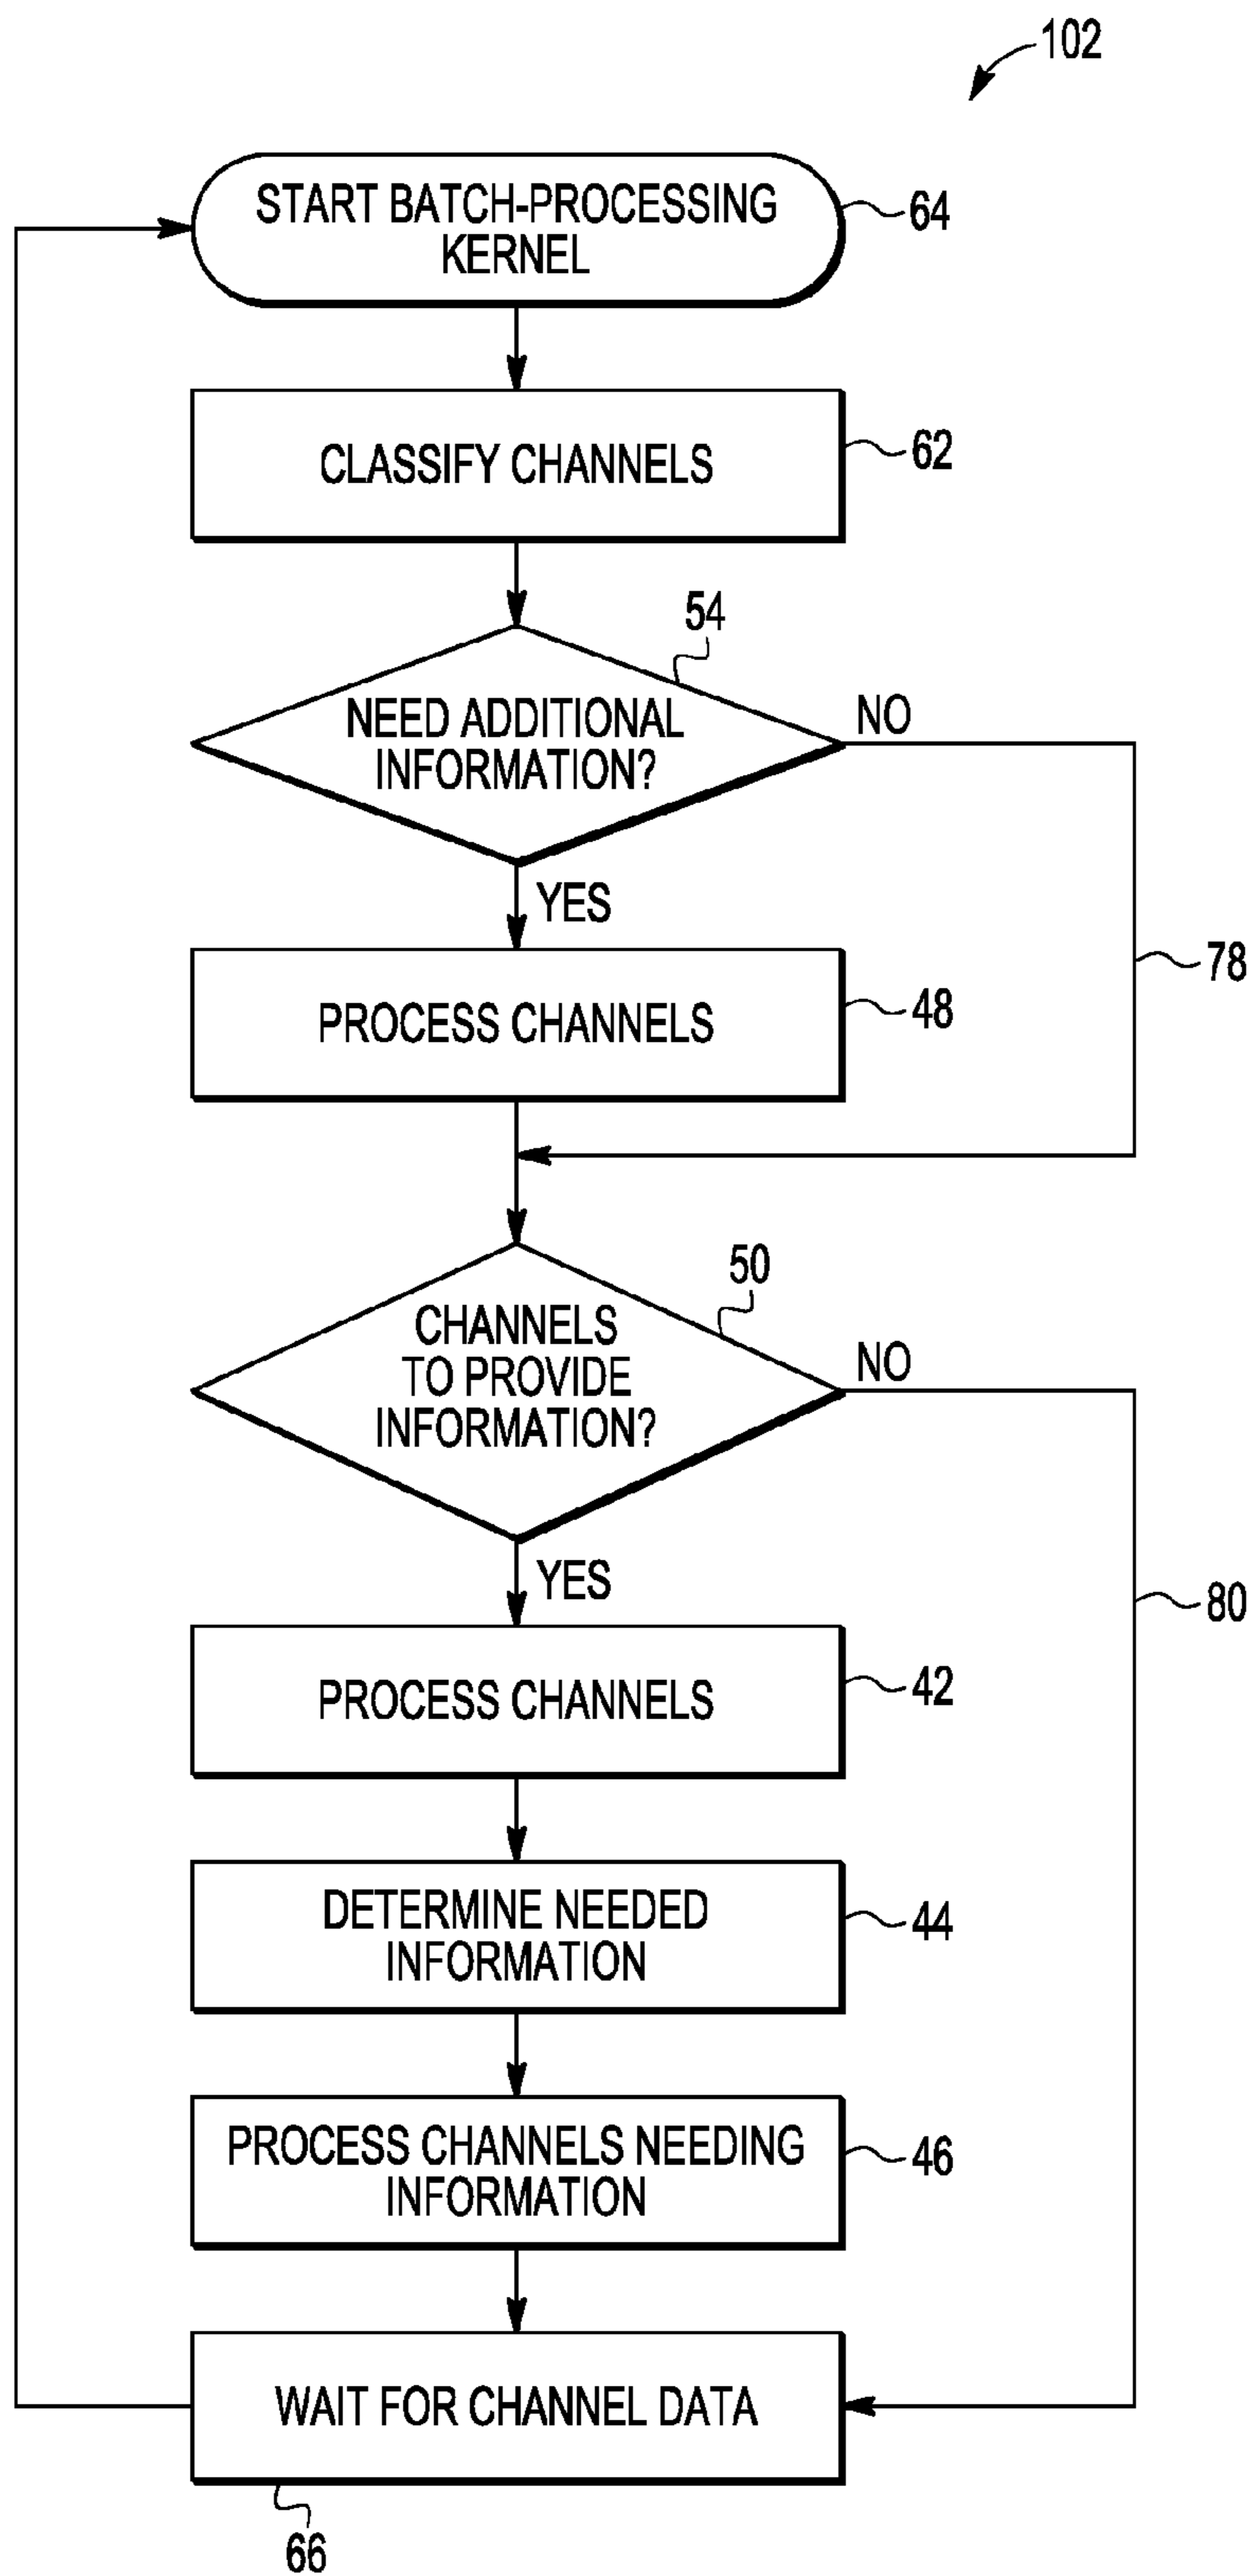 102
START BATCH-PROCESSING
KERNEL
64
CLASSIFY CHANNELS
62
54
NEED ADDITIONAL
INFORMATION?
NO
YES
78
PROCESS CHANNELS
48
50
CHANNELS
TO PROVIDE
INFORMATION?
NO
YES
80
PROCESS CHANNELS
42
DETERMINE NEEDED
INFORMATION
44
PROCESS CHANNELS NEEDING
INFORMATION
46
WAIT FOR CHANNEL DATA
66